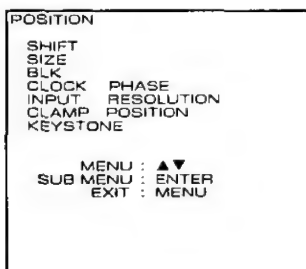 POSITION
SHIFT
SIZE
BLK
CLOCK PHASE
INPUT RESOLUTION
CLAMP POSITION
KEYSTONE
MENU : ▲▼
SUB MENU : ENTER
EXIT : MENU